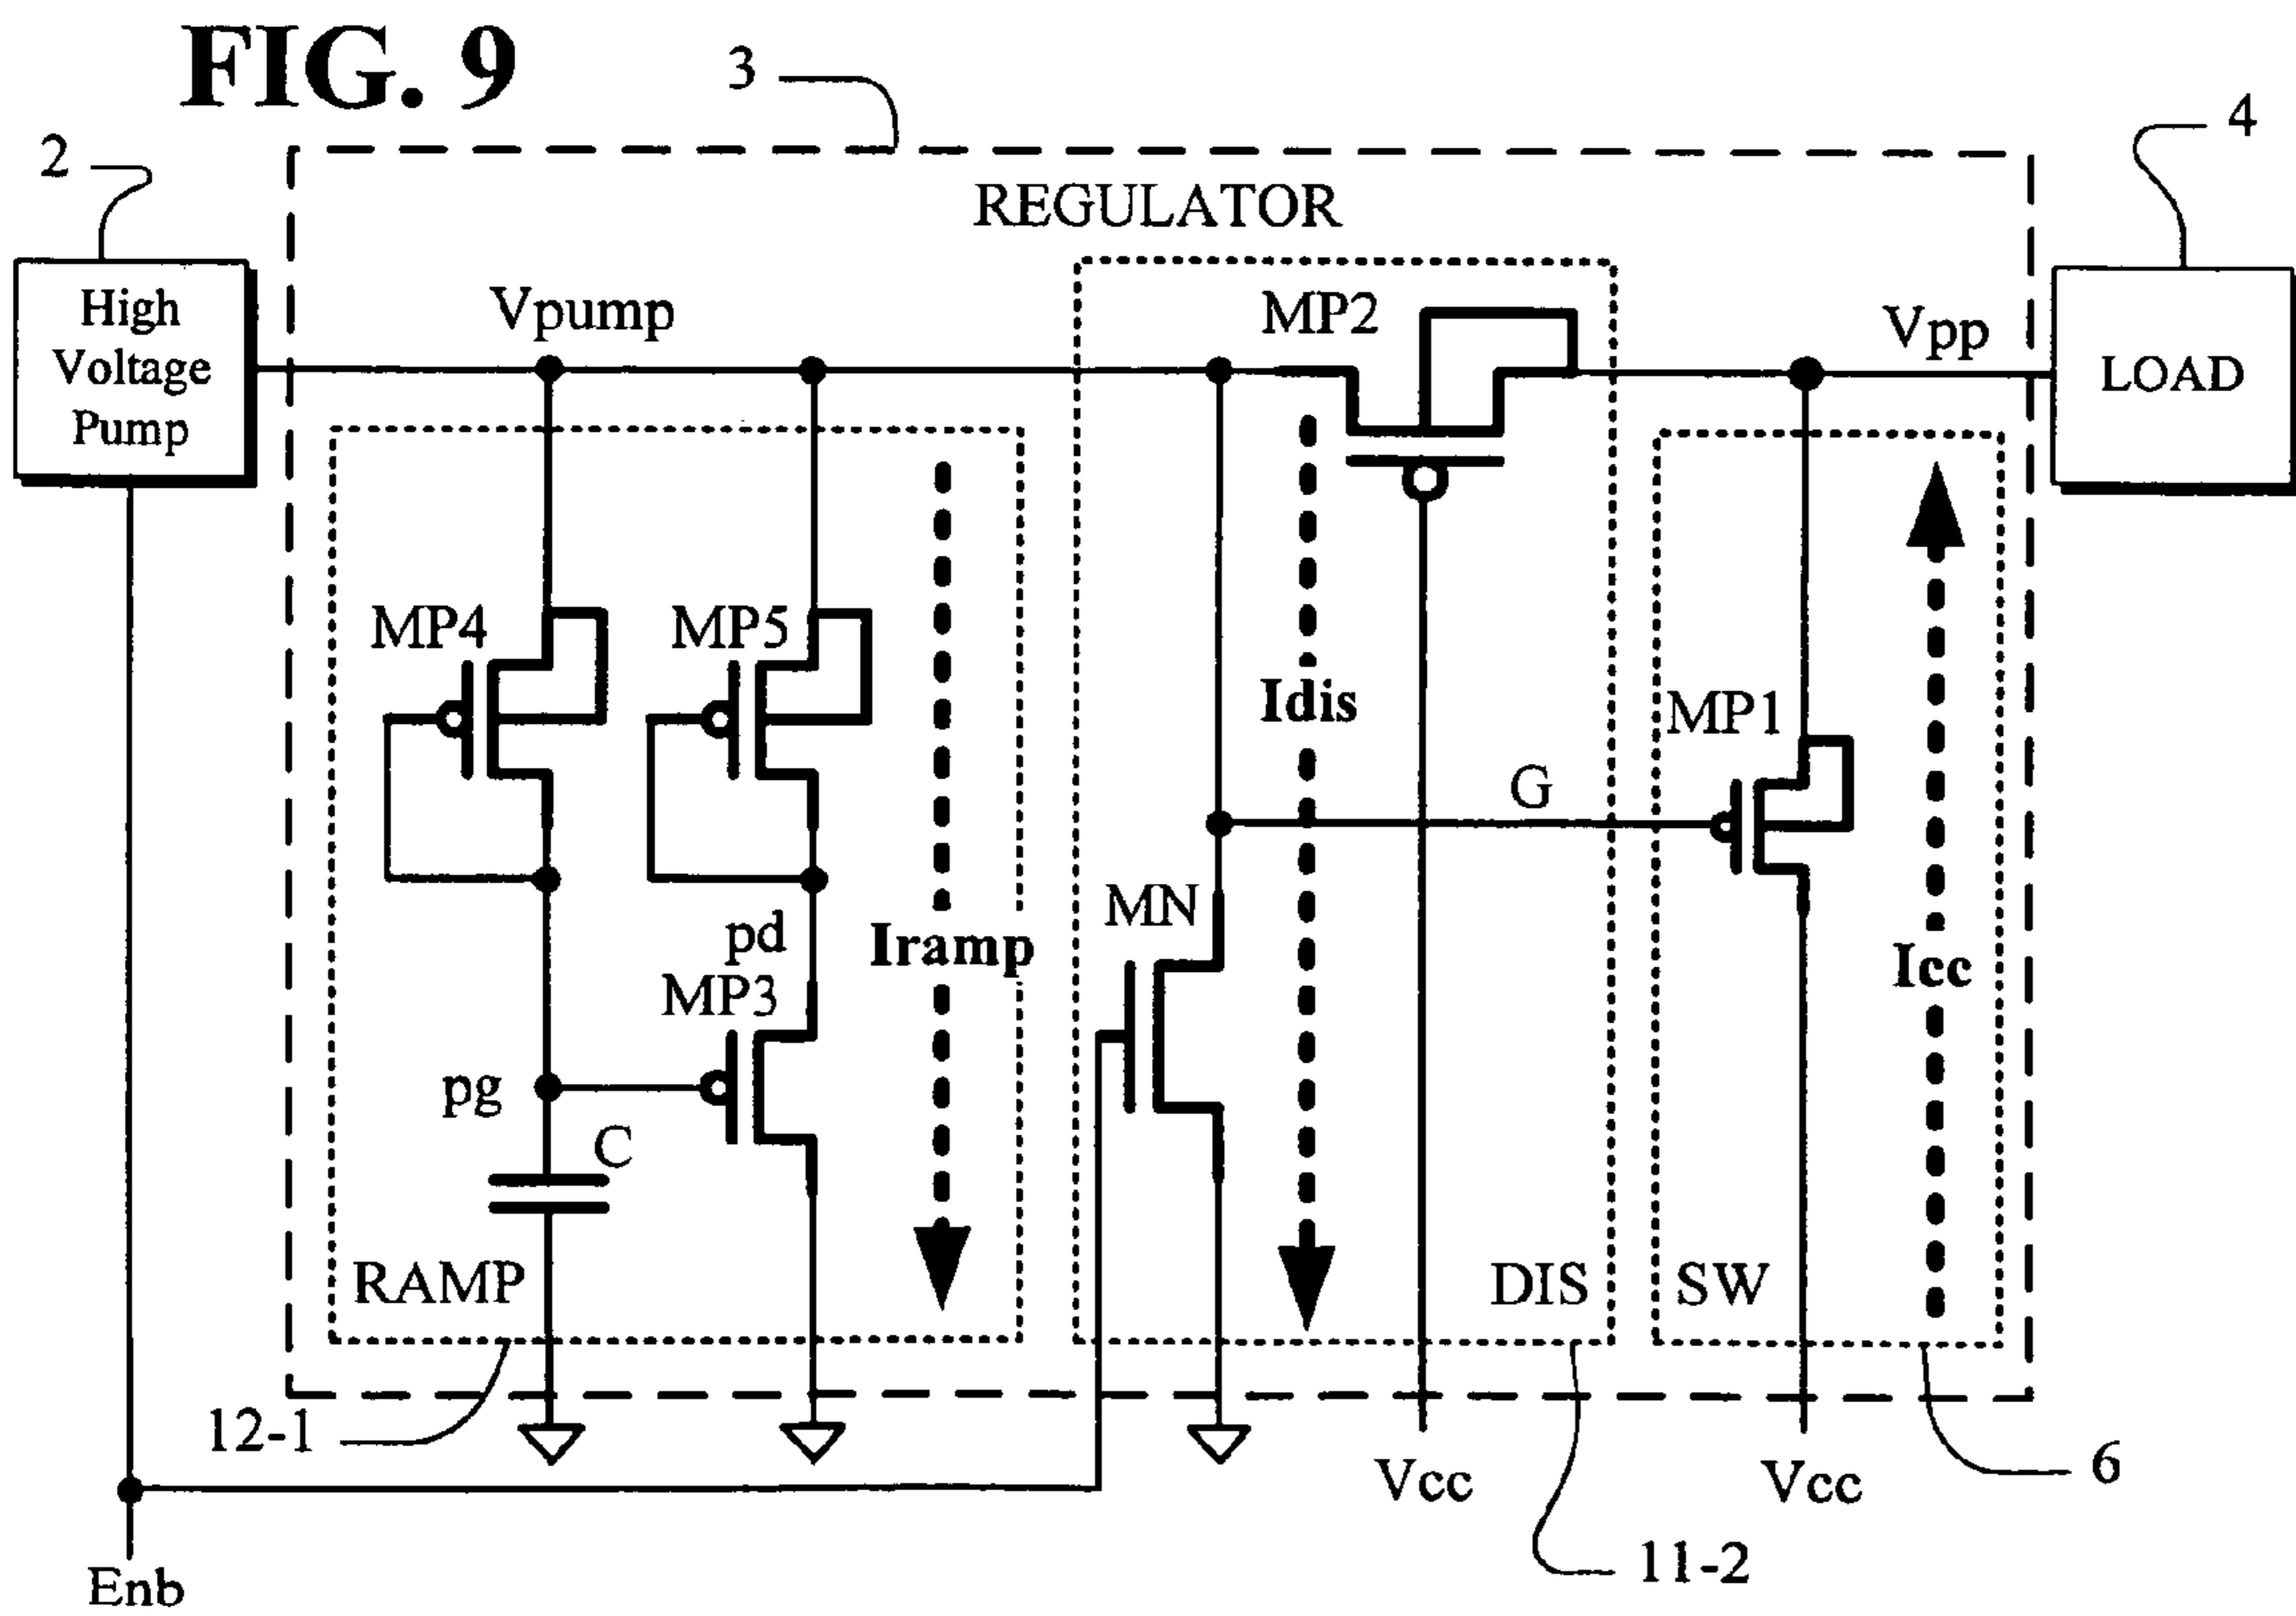 FIG. 9
3
4
2
REGULATOR
High
Voltage
Pump
Vpump
MP2
Vpp
LOAD
MP4
MP5
Idis
MP1
G
MN
pd
Iramp
Icc
MP3
pg
C
RAMP
DIS
SW
12-1
Vcc
Vcc
6
11-2
Enb